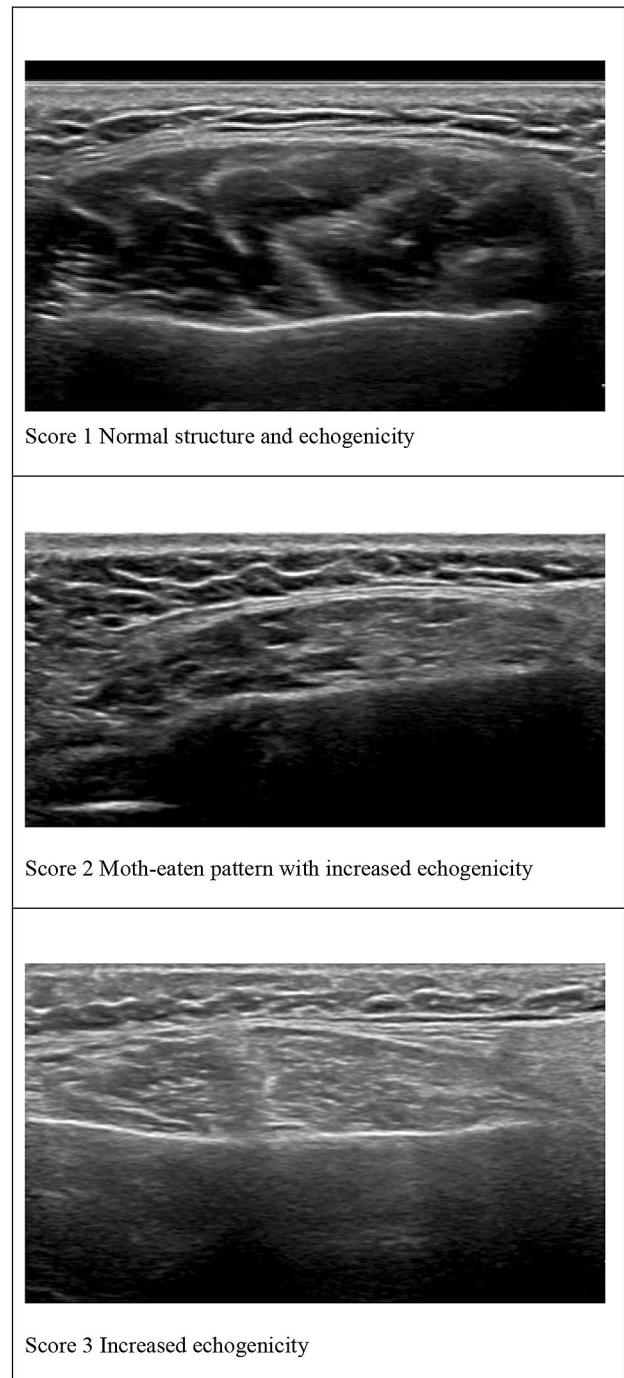 Score 1 Normal structure and echogenicity
Score 2 Moth-eaten pattern with increased echogenicity
Score 3 Increased echogenicity